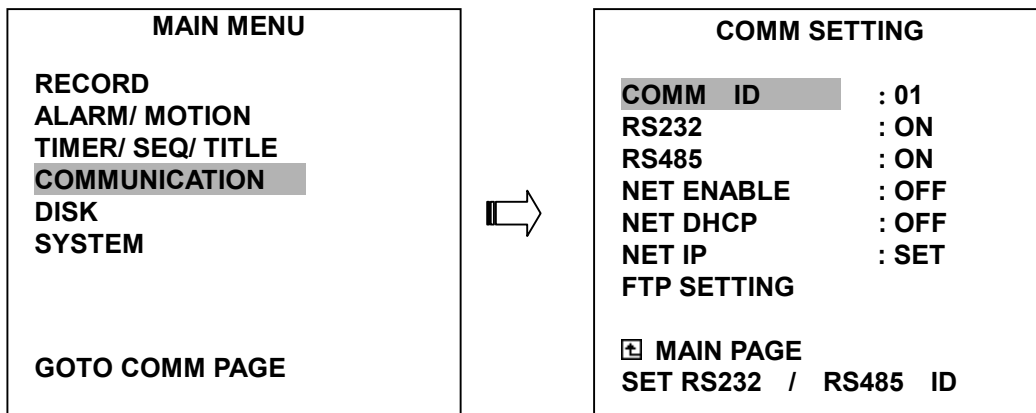 MAIN MENU
RECORD
ALARM/ MOTION
TIMER/ SEQ/ TITLE
COMMUNICATION
DISK
SYSTEM
GOTO COMM PAGE
COMM SETTING
COMM ID : 01
RS232 : ON
RS485 : ON
NET ENABLE : OFF
NET DHCP : OFF
NET IP : SET
FTP SETTING
MAIN PAGE
SET RS232 / RS485 ID